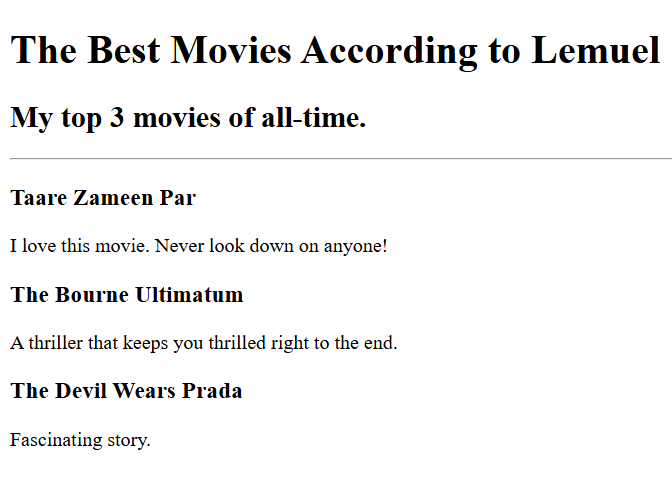 The Best Movies According to Lemuel
My top 3 movies of all-time.
Taare Zameen Par
I love this movie. Never look down on anyone!
The Bourne Ultimatum
A thriller that keeps you thrilled right to the end.
The Devil Wears Prada
Fascinating story.